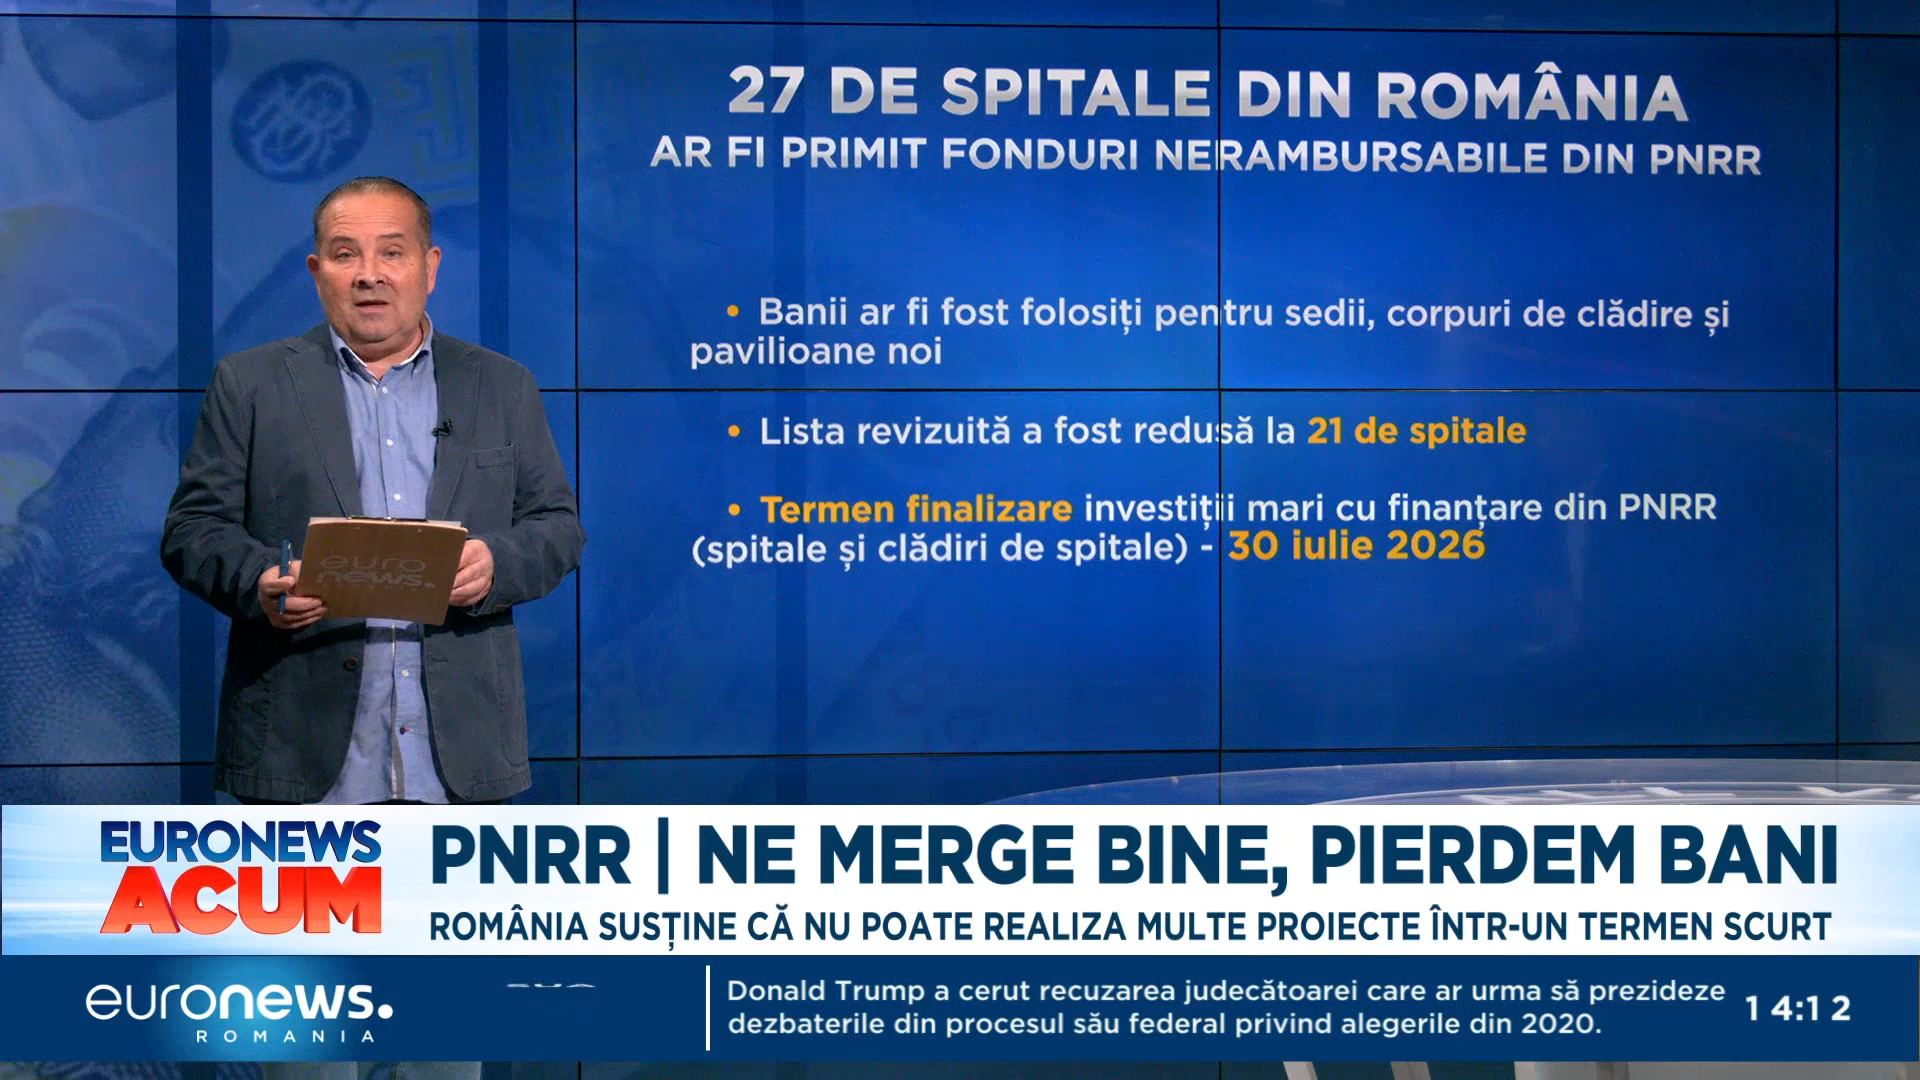 27 DE SPITALE DIN ROMÂNIA
AR FI PRIMIT FONDURI NERAMBURSABILE DIN PNRR
• Banii ar fi fost folosiți pentru sedii, corpuri de clădire și
pavilioane noi
• Lista revizuită a fost redusă la 21 de spitale
• Termen finalizare investiții mari cu finanțare din PNRR
(spitale și clădiri de spitale) - 30 iulie 2026
euro
news.
EURONEWS
ACUM
PNRR | NE MERGE BINE, PIERDEM BANI
ROMÂNIA SUSȚINE CĂ NU POATE REALIZA MULTE PROIECTE ÎNTR-UN TERMEN SCURT
euronews.
ROMANIA
Donald Trump a cerut recuzarea judecătoarei care ar urma să prezideze
dezbaterile din procesul său federal privind alegerile din 2020.
14:12